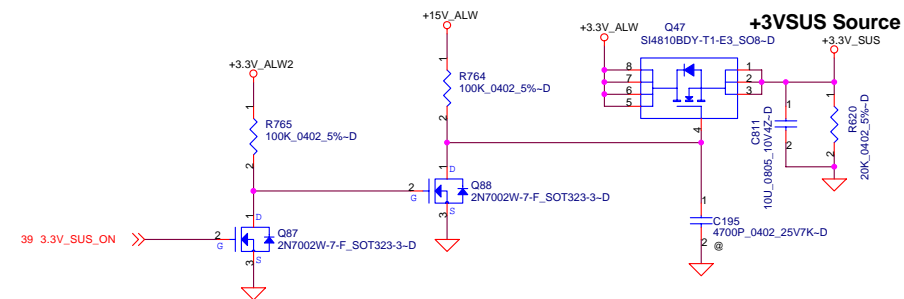 +15V_ALW
+3.3V_ALW
Q47
SI4810BDY-T1-E3_SO8~D
+3VSUS Source
+3.3V_SUS
+3.3V_ALW2
1
R764
100K_0402_5%~D
2
8
7
6
5
1
2
3
4
1
R765
100K_0402_5%~D
2
1
C811
10U_0805_10V4Z~D
2
1
R620
20K_0402_5%~D
2
1
D
2
G
Q88
2N7002W-7-F_SOT323-3~D
3
S
1
D
39 3.3V_SUS_ON
2
G
Q87
2N7002W-7-F_SOT323-3~D
3
S
1
C195
4700P_0402_25V7K~D
2
@